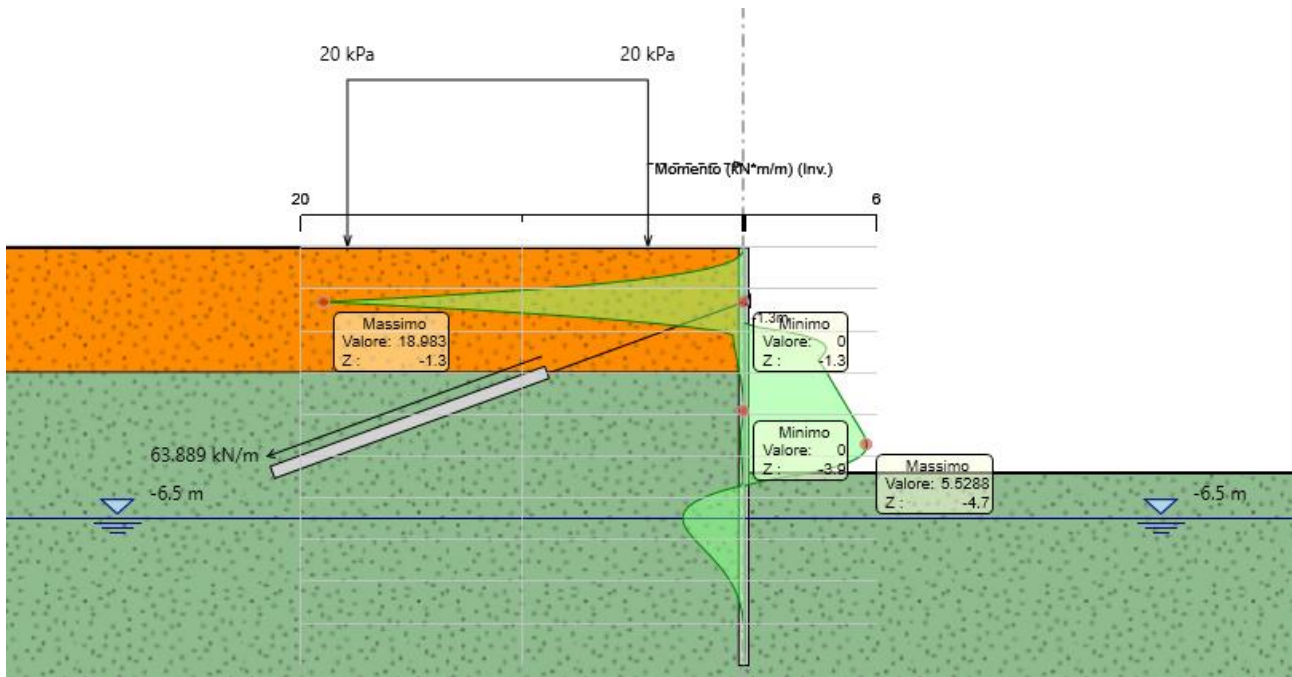 20 kPa
20 kPa
Momento (kN*m/m) (Inv.)
20
6
-1.3m
Massimo
Valore: 18.983
Z : -1.3
Minimo
Valore: 0
Z : -1.3
Minimo
Valore: 0
Z : -3.9
63.889 kN/m
Massimo
Valore: 5.5288
Z : -4.7
-6.5 m
-6.5 m